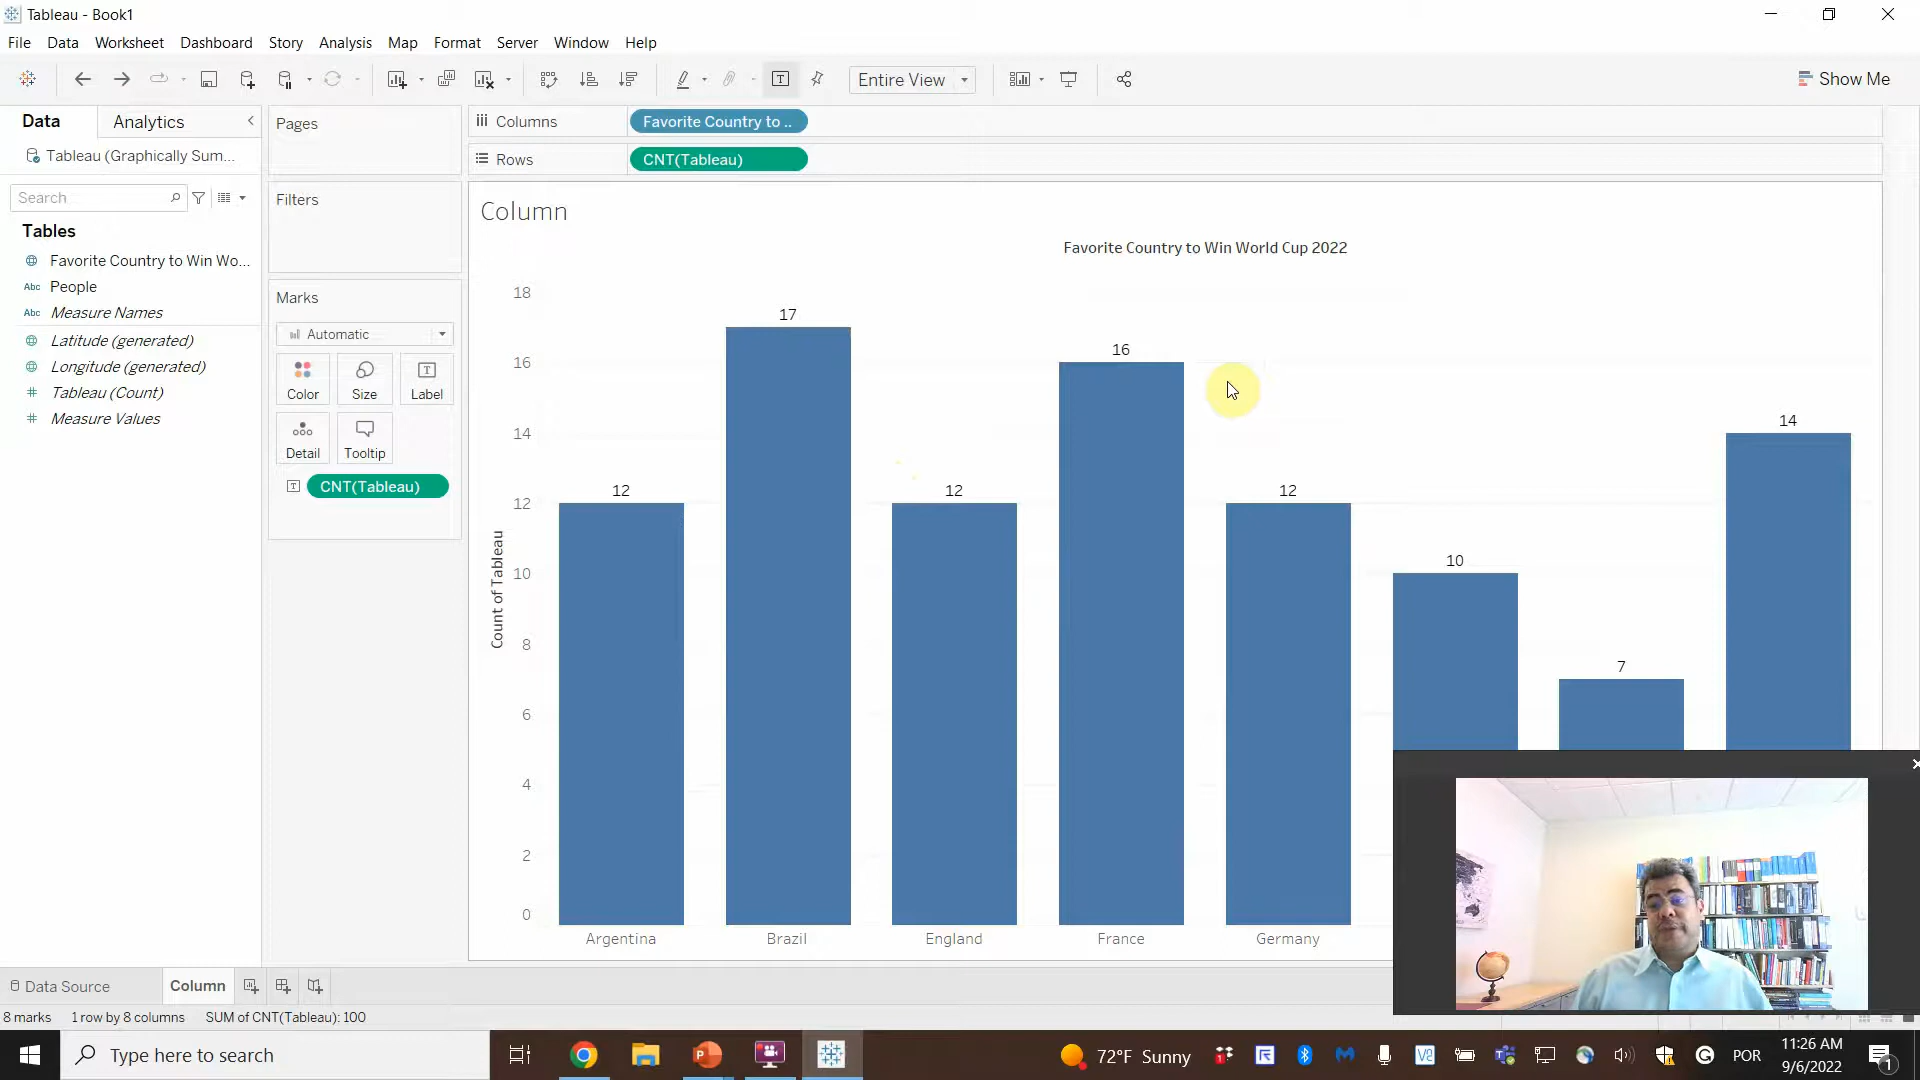 Tableau - Book1
File Data Worksheet Dashboard Story Analysis Map Format Server Window Help
Entire View
Show Me
Data Analytics
Tableau (Graphically Sum...
Search
Tables
Favorite Country to Win Wo...
Abc People
Abc Measure Names
Latitude (generated)
Longitude (generated)
# Tableau (Count)
# Measure Values
Pages
Filters
Marks
Automatic
Color Size Label
Detail Tooltip
CNT(Tableau)
Columns Favorite Country to ..
Rows CNT(Tableau)
Column
Favorite Country to Win World Cup 2022
Count of Tableau
18
16
14
12
10
8
6
4
2
0
12
17
12
16
12
10
7
14
Argentina Brazil England France Germany
Data Source Column
8 marks 1 row by 8 columns SUM of CNT(Tableau): 100
Type here to search
72°F Sunny
POR
11:26 AM
9/6/2022
1